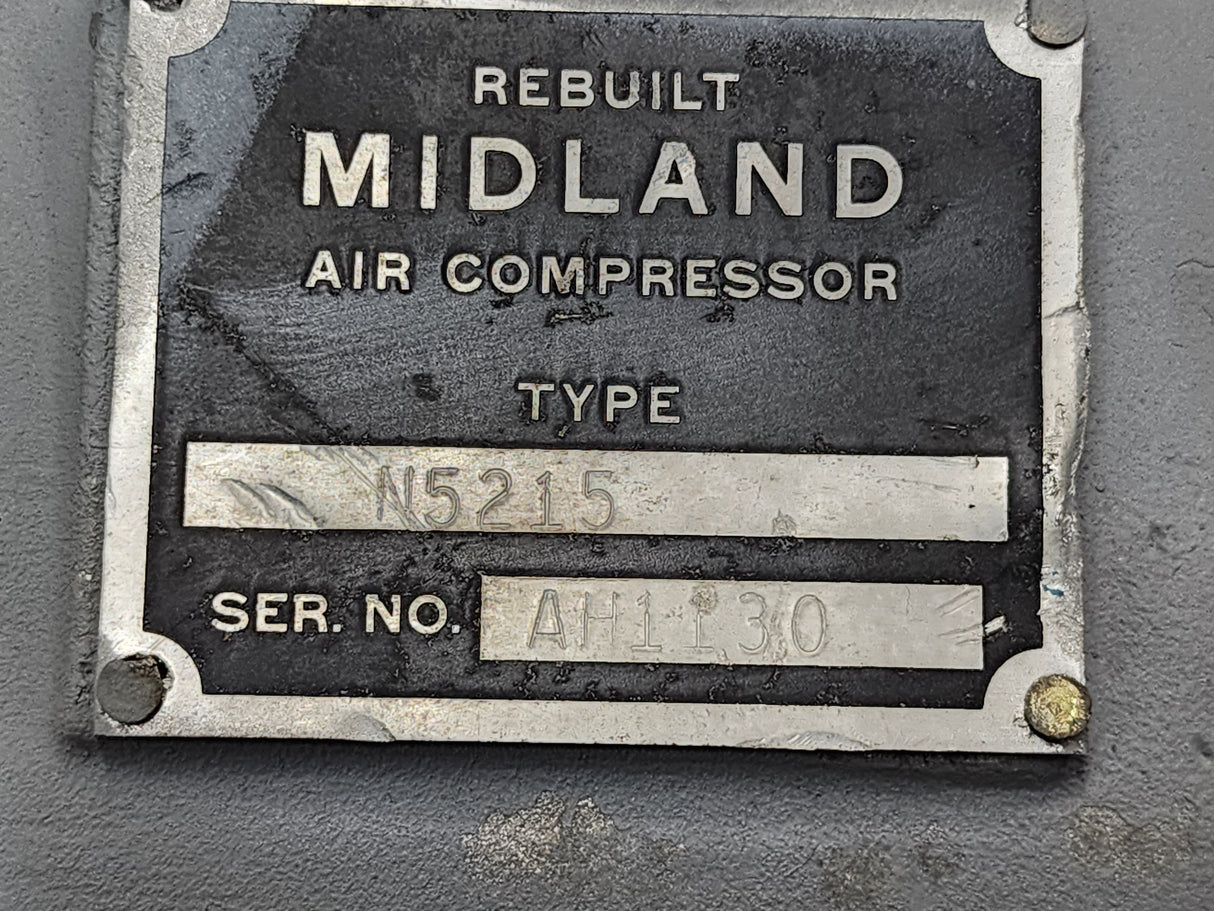 REBUILT
MIDLAND
AIR COMPRESSOR
TYPE
N5215
SER. NO. AH1130